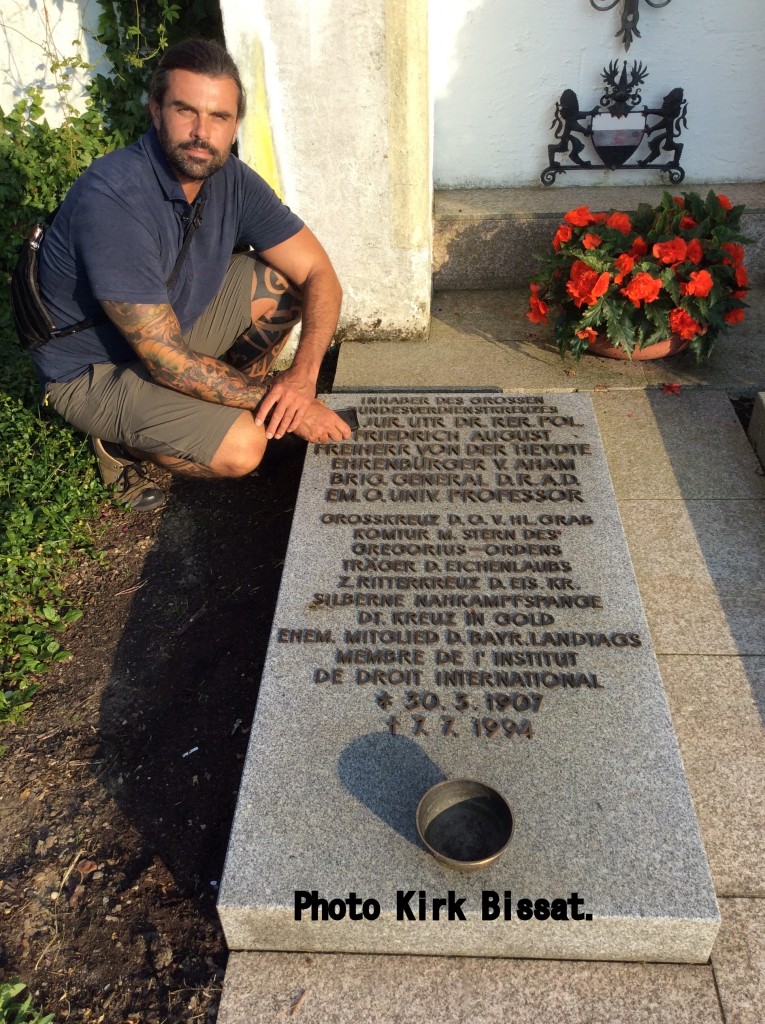 INHABER DES GROSSEN
UNDESVERDIENSTKREUZES
JUR. UTR. DR. RER. POL.
FRIEDRICH AUGUST
FREIHERR VON DER HEYDTE
EHRENBÜRGER V. AHAM
BRIG. GENERAL D. R. A. D.
EM. O. UNIV. PROFESSOR
GROSSKREUZ D. O. V. HL. GRAB
KOMTUR M. STERN DES
GREGORIUS-ORDENS
TRÄGER D. EICHENLAUBS
Z. RITTERKREUZ D. EIS. KR.
SILBERNE NAHKAMPFSPANGE
DT. KREUZ IN GOLD
EHEM. MITGLIED D. BAYR. LANDTAGS
MEMBRE DE L' INSTITUT
DE DROIT INTERNATIONAL
* 30. 3. 1907
† 7. 7. 1994
Photo Kirk Bissat.